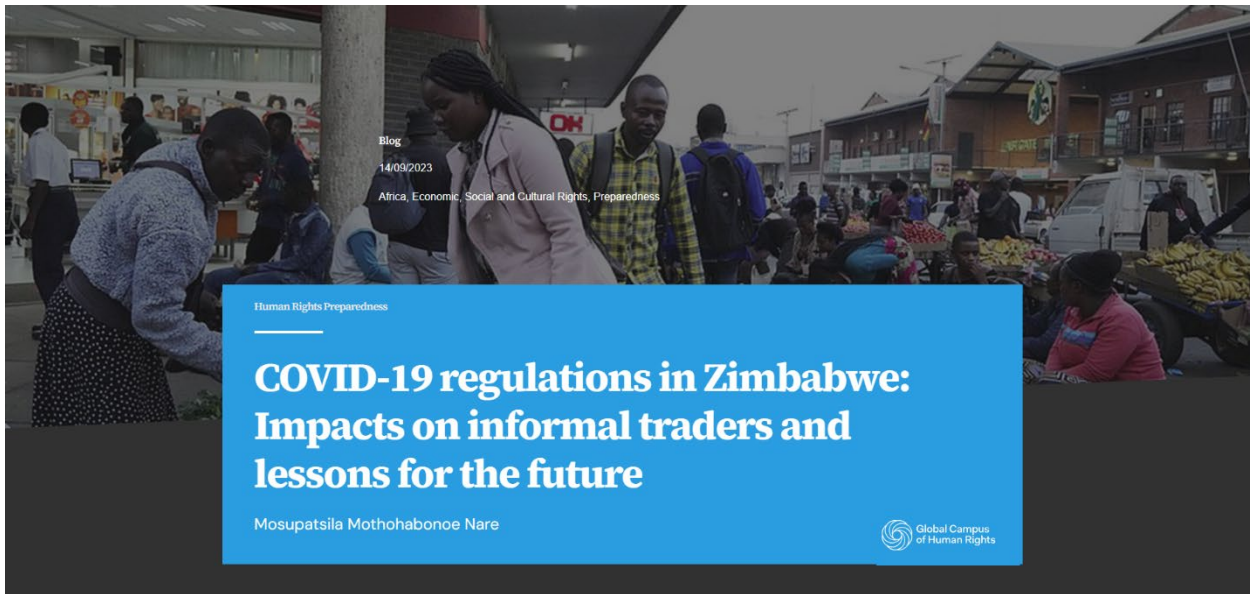 OK
Blog
14/09/2023
Africa, Economic, Social and Cultural Rights, Preparedness
Human Rights Preparedness
COVID-19 regulations in Zimbabwe:
Impacts on informal traders and
lessons for the future
Mosupatsila Mothohabonoe Nare
Global Campus
of Human Rights